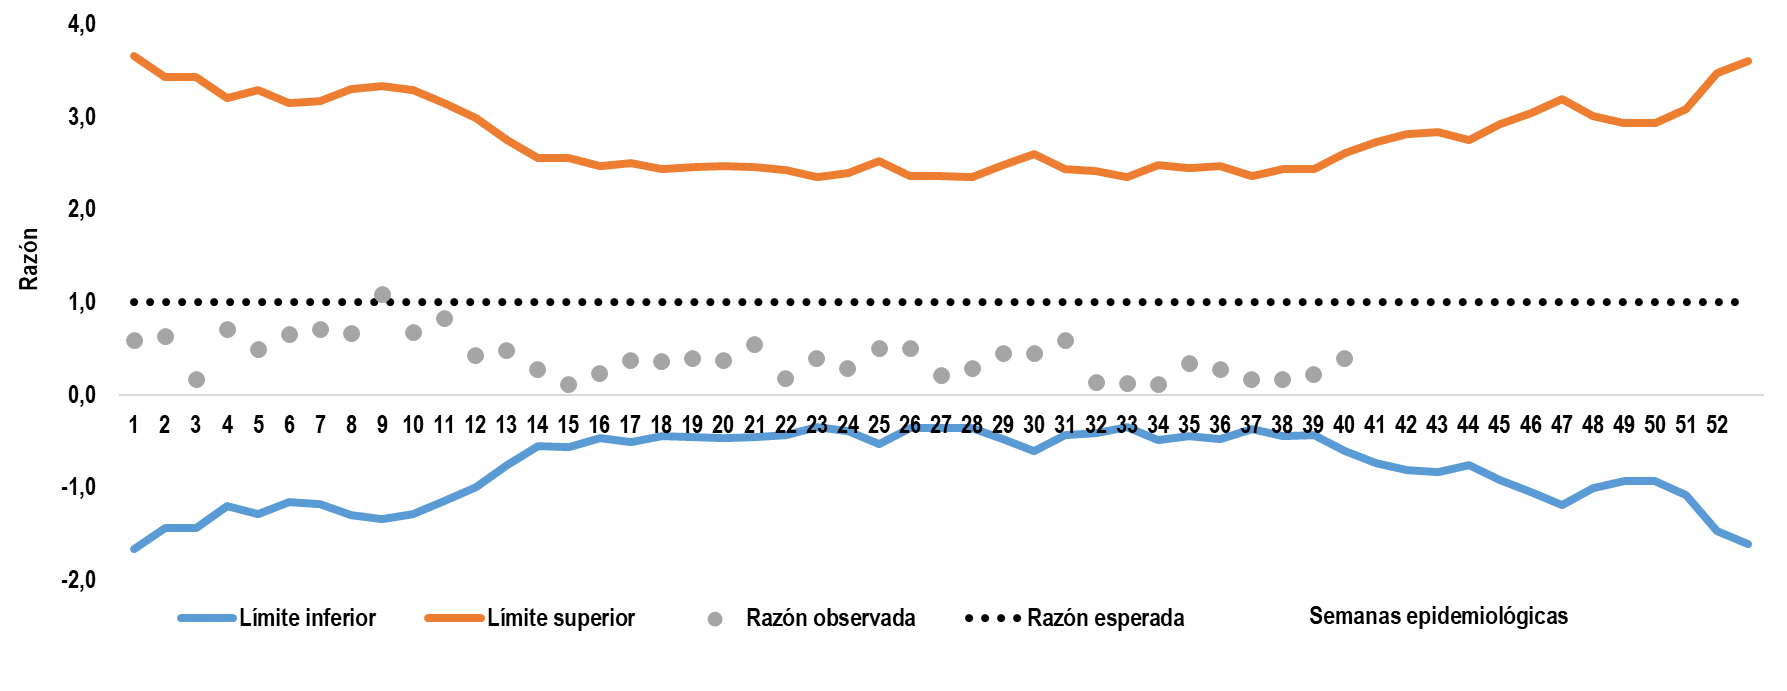 4,0
3,0
2,0
1,0
0,0
-1,0
-2,0
Razón
1 2 3 4 5 6 7 8 9 10 11 12 13 14 15 16 17 18 19 20 21 22 23 24 25 26 27 28 29 30 31 32 33 34 35 36 37 38 39 40 41 42 43 44 45 46 47 48 49 50 51 52
Límite inferior Límite superior Razón observada Razón esperada Semanas epidemiológicas